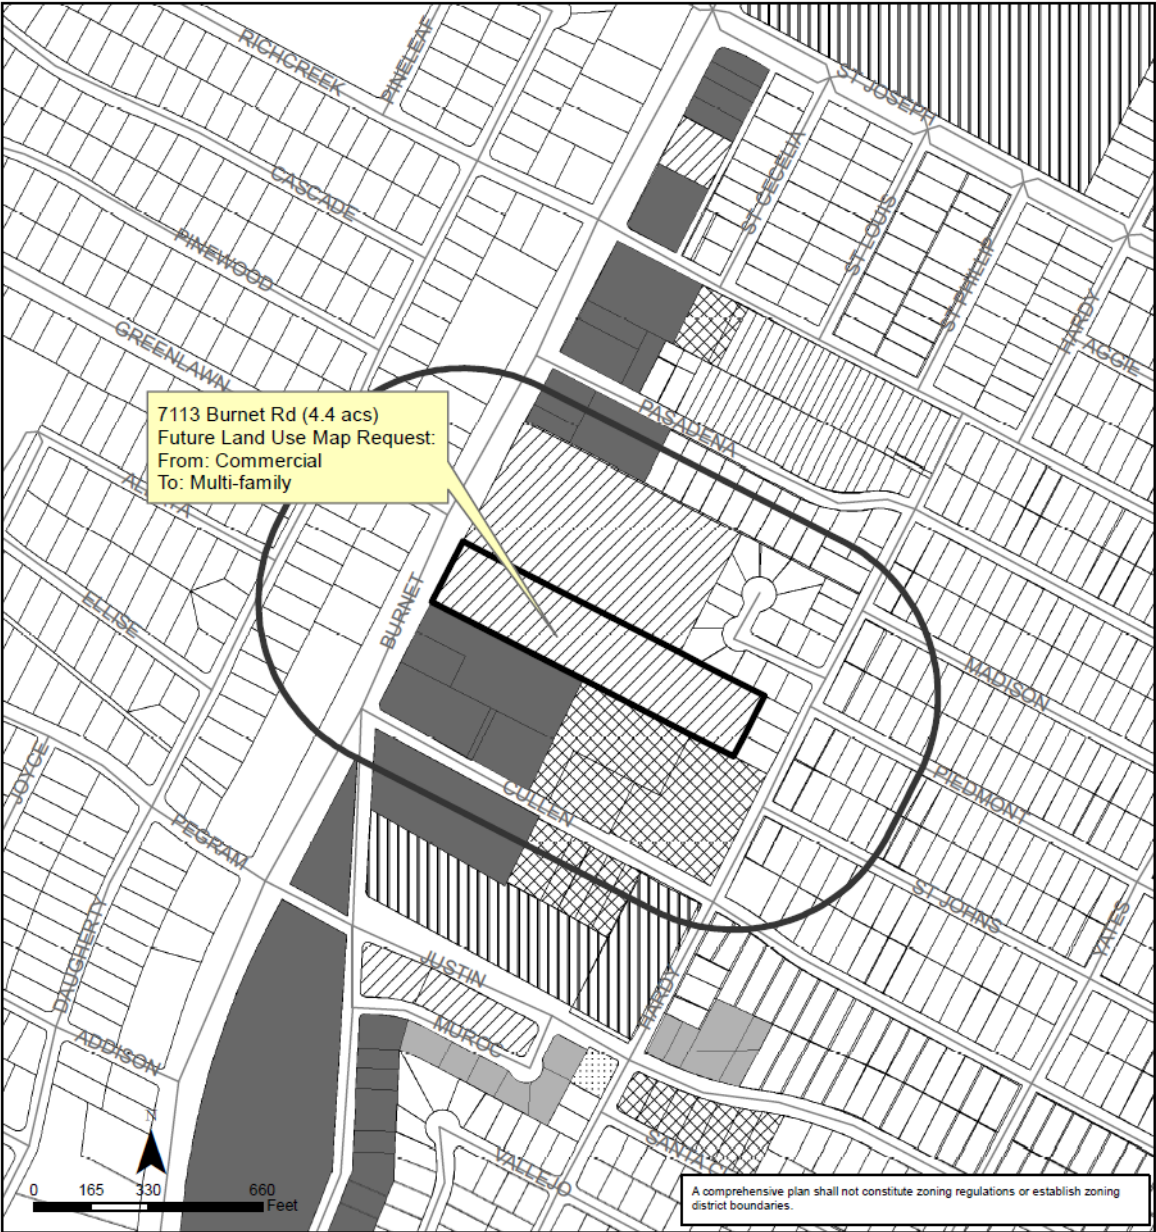 RICHCREEK
PINELEAF
ST JOSEPH
CASCADE
ST CECELIA
PINEWOOD
ST LOUIS
ST PHILLIP
GREENLAWN
HARDY
AGGIE
7113 Burnet Rd (4.4 acs)
Future Land Use Map Request:
From: Commercial
To: Multi-family
PASADENA
ELLISE
BURNET
MADISON
JOYCE
PIEDMONT
CULLEN
PEGRAM
ST JOHNS
YATES
DAUGHERTY
JUSTIN
HARDY
MUROC
ADDISON
N
VALLEJO
SANTA
0 165 330 660
Feet
A comprehensive plan shall not constitute zoning regulations or establish zoning
district boundaries.